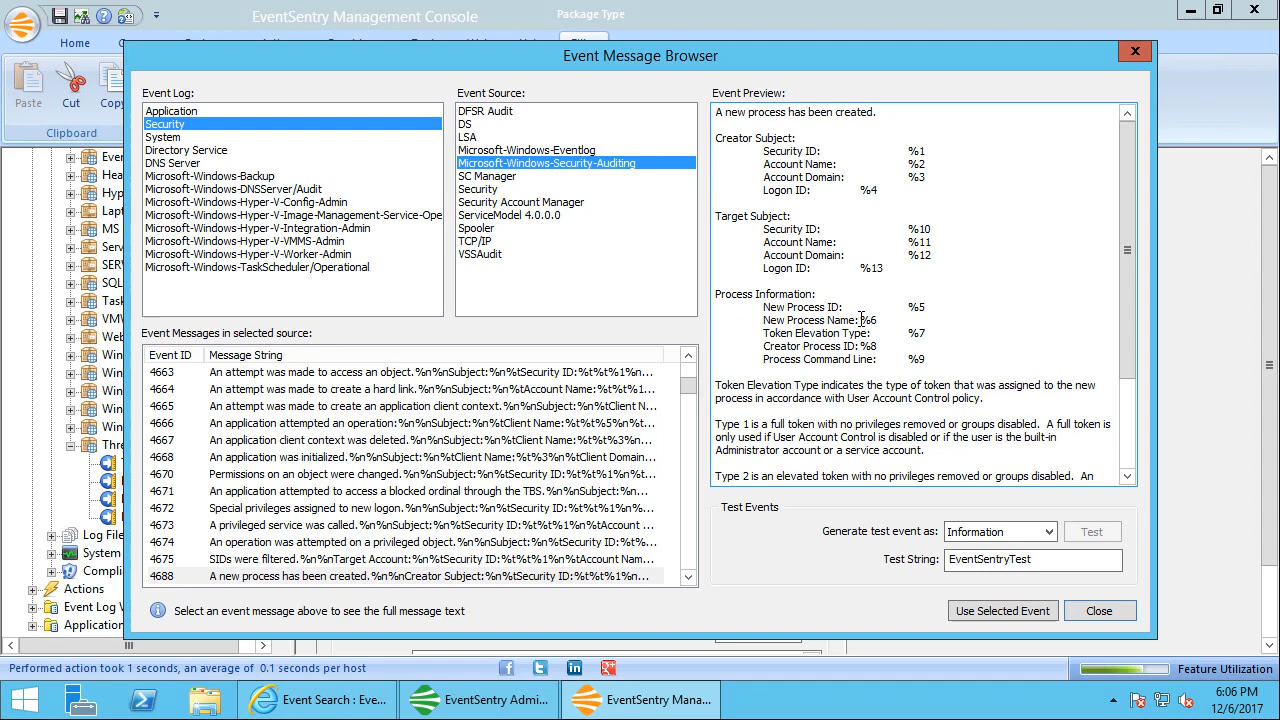 EventSentry Management Console
Package Type
Home
Paste
Cut
Copy
Clipboard
Event Message Browser
Event Log:
Application
Security
System
Directory Service
DNS Server
Microsoft-Windows-Backup
Microsoft-Windows-DNSServer/Audit
Microsoft-Windows-Hyper-V-Config-Admin
Microsoft-Windows-Hyper-V-Image-Management-Service-Ope
Microsoft-Windows-Hyper-V-Integration-Admin
Microsoft-Windows-Hyper-V-VMMS-Admin
Microsoft-Windows-Hyper-V-Worker-Admin
Microsoft-Windows-TaskScheduler/Operational
Event Source:
DFSR Audit
DS
LSA
Microsoft-Windows-Eventlog
Microsoft-Windows-Security-Auditing
SC Manager
Security
Security Account Manager
ServiceModel 4.0.0.0
Spooler
TCP/IP
VSSAudit
Event Preview:
A new process has been created.
Creator Subject:
Security ID: %1
Account Name: %2
Account Domain: %3
Logon ID: %4
Target Subject:
Security ID: %10
Account Name: %11
Account Domain: %12
Logon ID: %13
Process Information:
New Process ID: %5
New Process Name: %6
Token Elevation Type: %7
Creator Process ID: %8
Process Command Line: %9
Token Elevation Type indicates the type of token that was assigned to the new
process in accordance with User Account Control policy.
Type 1 is a full token with no privileges removed or groups disabled. A full token is
only used if User Account Control is disabled or if the user is the built-in
Administrator account or a service account.
Type 2 is an elevated token with no privileges removed or groups disabled. An
Event Messages in selected source:
Event ID Message String
4663 An attempt was made to access an object.%n%nSubject:%n%tSecurity ID:%t%t%1%n...
4664 An attempt was made to create a hard link.%n%nSubject:%n%tAccount Name:%t%t%1...
4665 An attempt was made to create an application client context.%n%nSubject:%n%tClient N...
4666 An application attempted an operation:%n%nSubject:%n%tClient Name:%t%t%5%n%t...
4667 An application client context was deleted.%n%nSubject:%n%tClient Name:%t%t%3%n...
4668 An application was initialized.%n%nSubject:%n%tClient Name:%t%3%n%tClient Domain...
4670 Permissions on an object were changed.%n%nSubject:%n%tSecurity ID:%t%t%1%n%t...
4671 An application attempted to access a blocked ordinal through the TBS.%n%nSubject:%n...
4672 Special privileges assigned to new logon.%n%nSubject:%n%tSecurity ID:%t%t%1%n%t...
4673 A privileged service was called.%n%nSubject:%n%tSecurity ID:%t%t%1%n%tAccount ...
4674 An operation was attempted on a privileged object.%n%nSubject:%n%tSecurity ID:%t%...
4675 SIDs were filtered.%n%nTarget Account:%n%tSecurity ID:%t%t%1%n%tAccount Nam...
4688 A new process has been created.%n%nCreator Subject:%n%tSecurity ID:%t%t%1%n...
Select an event message above to see the full message text
Test Events
Generate test event as: Information
Test
Test String: EventSentryTest
Use Selected Event
Close
Even
Hea
Hyp
Lapt
MS
Serv
SER
SQL
Task
VMW
Web
Win
Win
Win
Win
Thre
Log File
System
Complia
Actions
Event Log V
Application
Performed action took 1 seconds, an average of 0.1 seconds per host
Feature Utilization
Event Search : Eve...
EventSentry Admi...
EventSentry Mana...
6:06 PM
12/6/2017